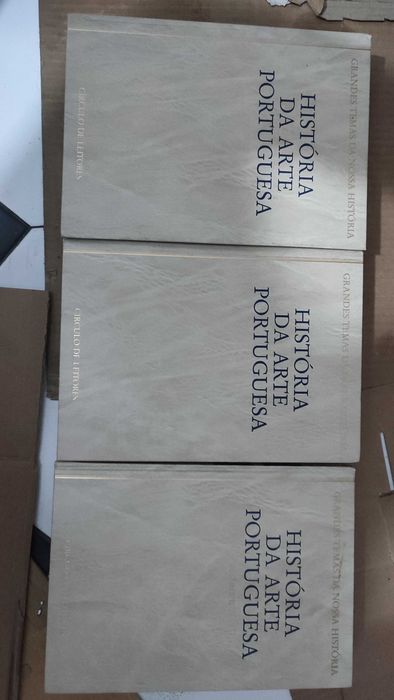 GRANDES TEMAS DA NOSSA HISTÓRIA
HISTÓRIA
DA ARTE
PORTUGUESA
CÍRCULO DE LEITORES
GRANDES TEMAS
HISTÓRIA
DA ARTE
PORTUGUESA
CÍRCULO DE LEITORES
GRANDES TEMAS DA NOSSA HISTÓRIA
HISTÓRIA
DA ARTE
PORTUGUESA